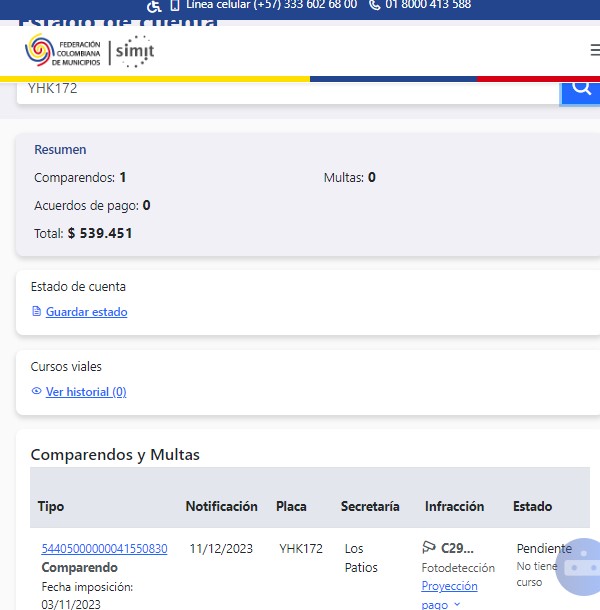 Línea celular (+57) 333 602 68 00 01 8000 413 588
Estado de cuenta
FEDERACIÓN
COLOMBIANA
DE MUNICIPIOS
simit
YHK172
Resumen
Comparendos: 1 Multas: 0
Acuerdos de pago: 0
Total: $ 539.451
Estado de cuenta
Guardar estado
Cursos viales
Ver historial (0)
Comparendos y Multas
Tipo Notificación Placa Secretaría Infracción Estado
54405000000041550830 11/12/2023 YHK172 Los C29... Pendiente
Comparendo Patios Fotodetección No tiene
Fecha imposición: Proyección curso
03/11/2023 pago